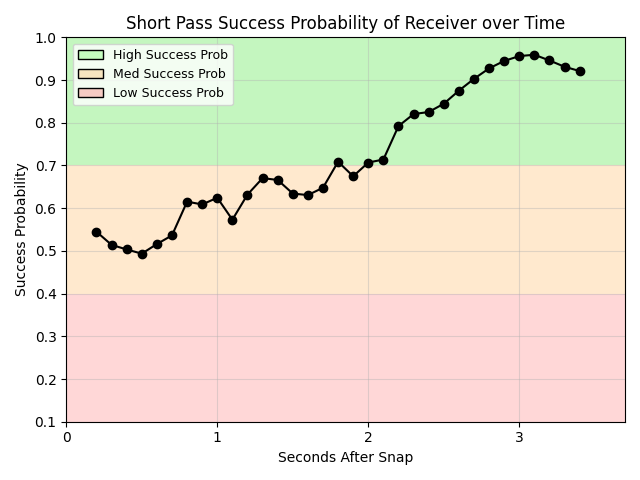 Short Pass Success Probability of Receiver over Time
1.0
0.9
0.8
0.7
0.6
0.5
0.4
0.3
0.2
0.1
Success Probability
High Success Prob
Med Success Prob
Low Success Prob
0 1 2 3
Seconds After Snap